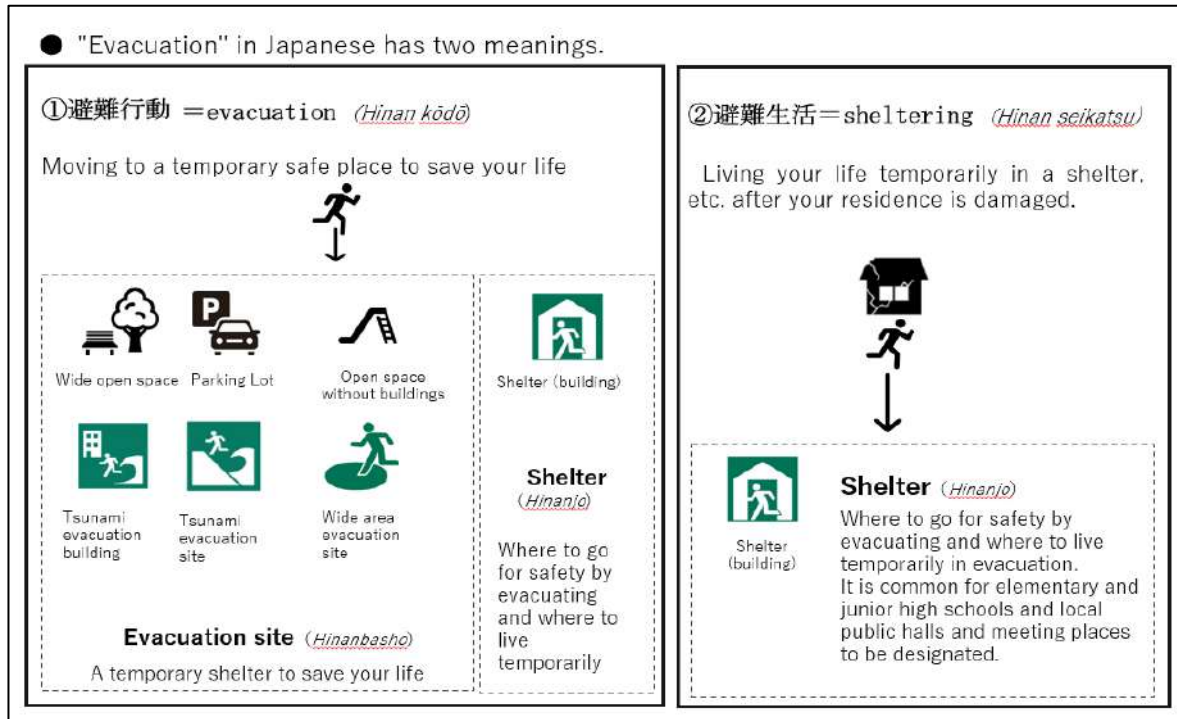 ● "Evacuation" in Japanese has two meanings.
①避難行動 =evacuation (Hinan kōdō)
Moving to a temporary safe place to save your life
P
Wide open space
Parking Lot
Open space
without buildings
Tsunami
evacuation
building
Tsunami
evacuation
site
Wide area
evacuation
site
Evacuation site (Hinanbasho)
A temporary shelter to save your life
Shelter (building)
Shelter
(Hinanjo)
Where to go
for safety by
evacuating
and where to
live
temporarily
②避難生活=sheltering (Hinan seikatsu)
Living your life temporarily in a shelter,
etc. after your residence is damaged.
Shelter
(building)
Shelter (Hinanjo)
Where to go for safety by
evacuating and where to live
temporarily in evacuation.
It is common for elementary and
junior high schools and local
public halls and meeting places
to be designated.